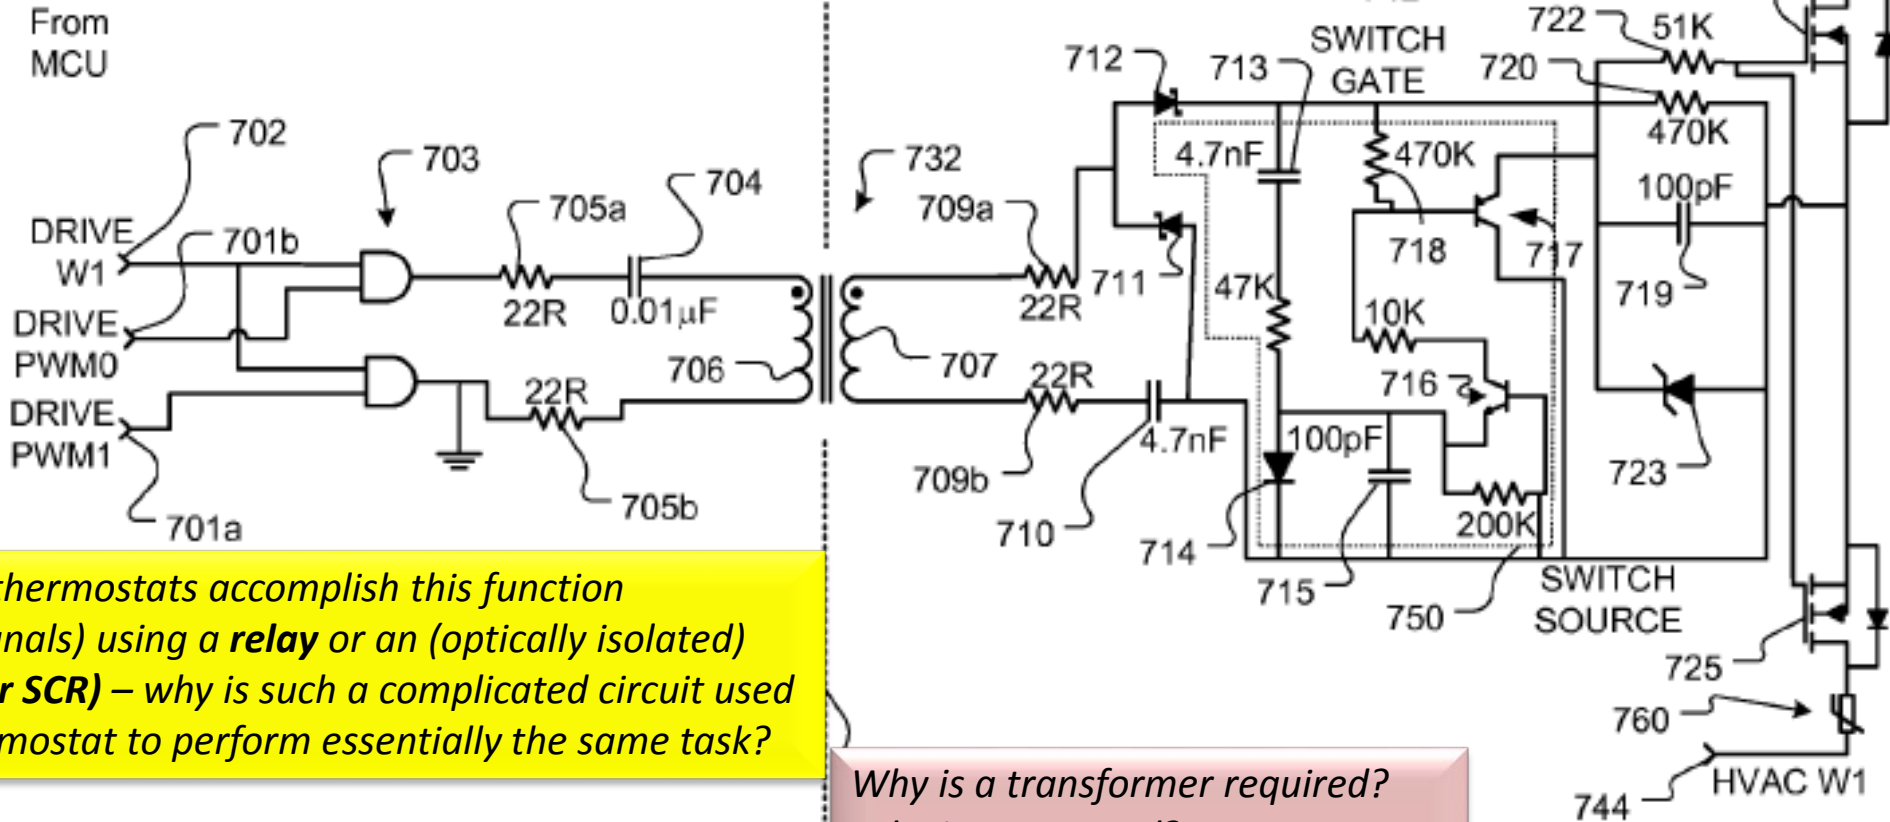 From
MCU
702
703
704
732
712
713
SWITCH
GATE
722
51K
720
470K
DRIVE
W1
701b
705a
709a
4.7nF
470K
717
718
100pF
719
DRIVE
PWM0
22R
0.01µF
22R
711
47K
10K
706
707
DRIVE
PWM1
22R
22R
716
723
701a
705b
709b
4.7nF
710
714
100pF
715
200K
750
SWITCH
SOURCE
725
760
HVAC W1
744
thermostats accomplish this function
nals) using a relay or an (optically isolated)
r SCR) – why is such a complicated circuit used
mostat to perform essentially the same task?
Why is a transformer required?